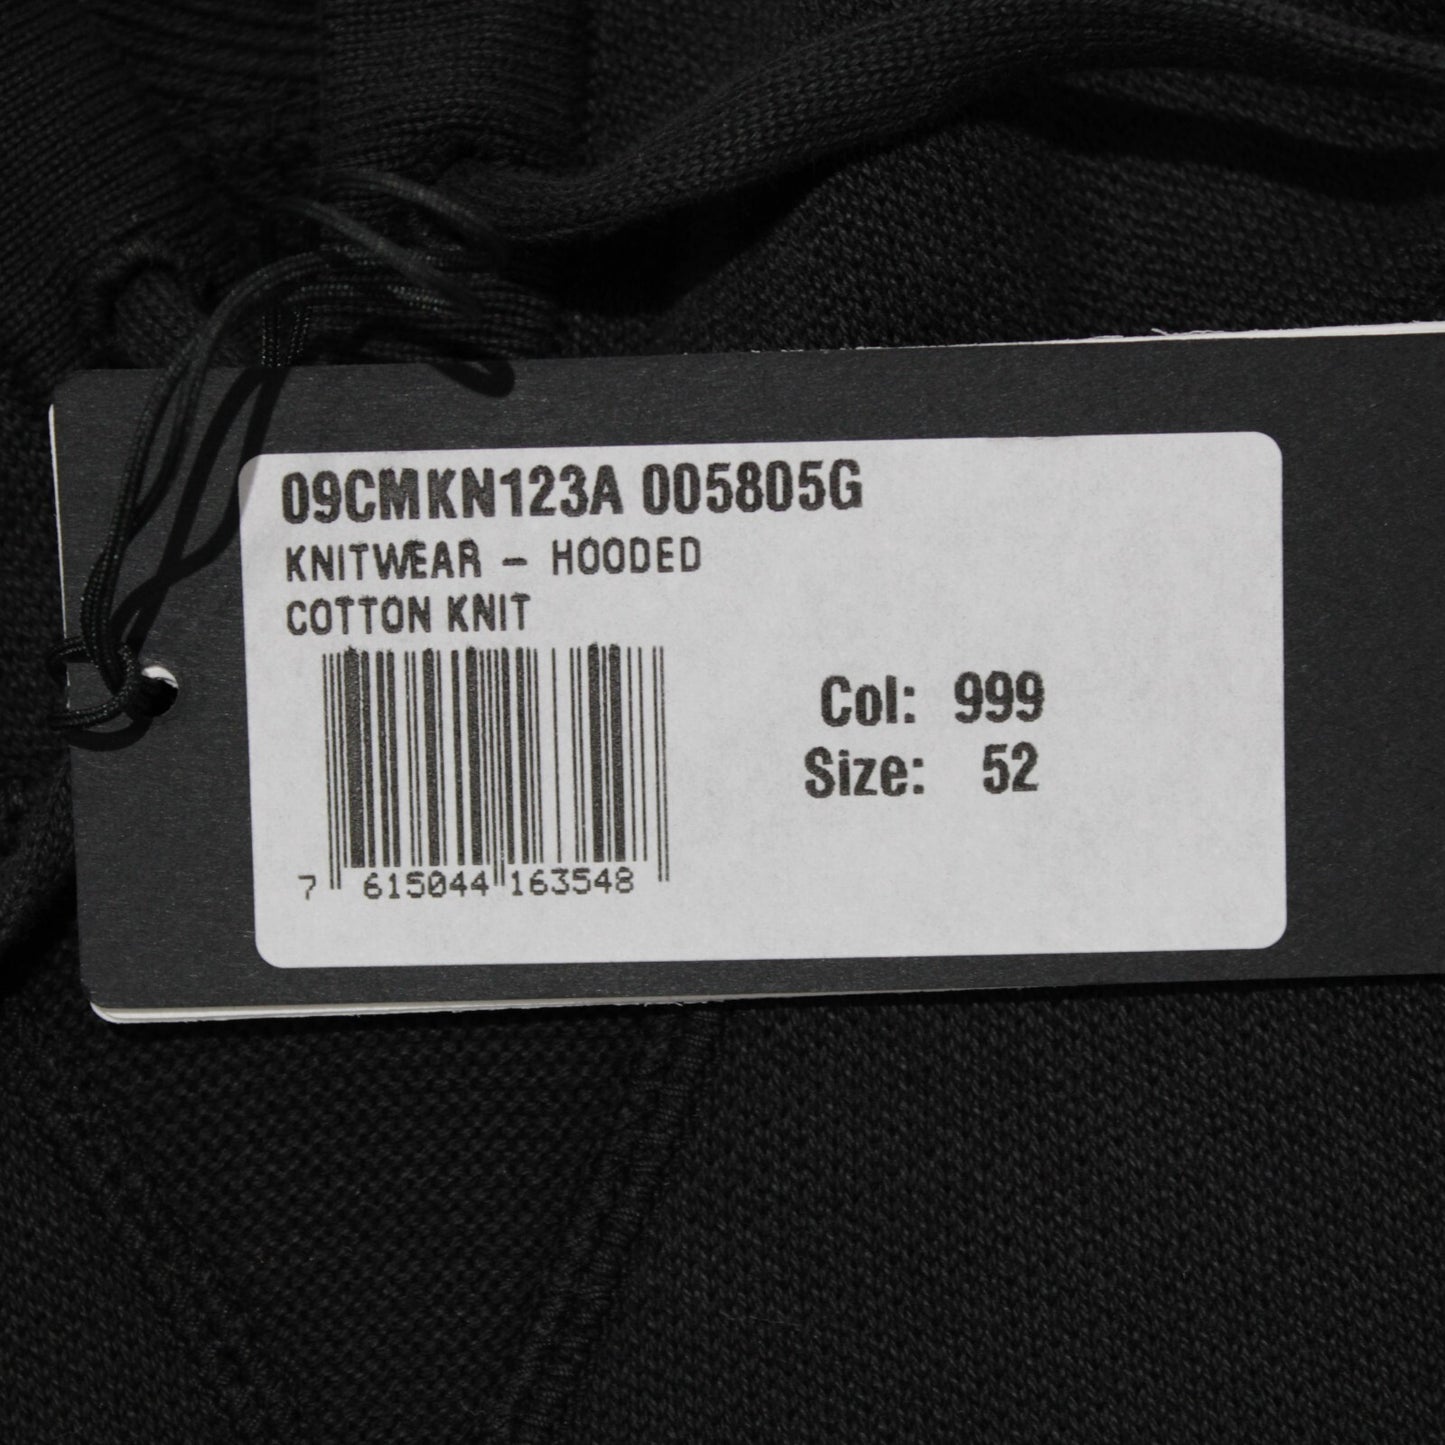 09CMKN123A 005805G
KNITWEAR - HOODED
COTTON KNIT
Col: 999
Size: 52
7 615044 163548